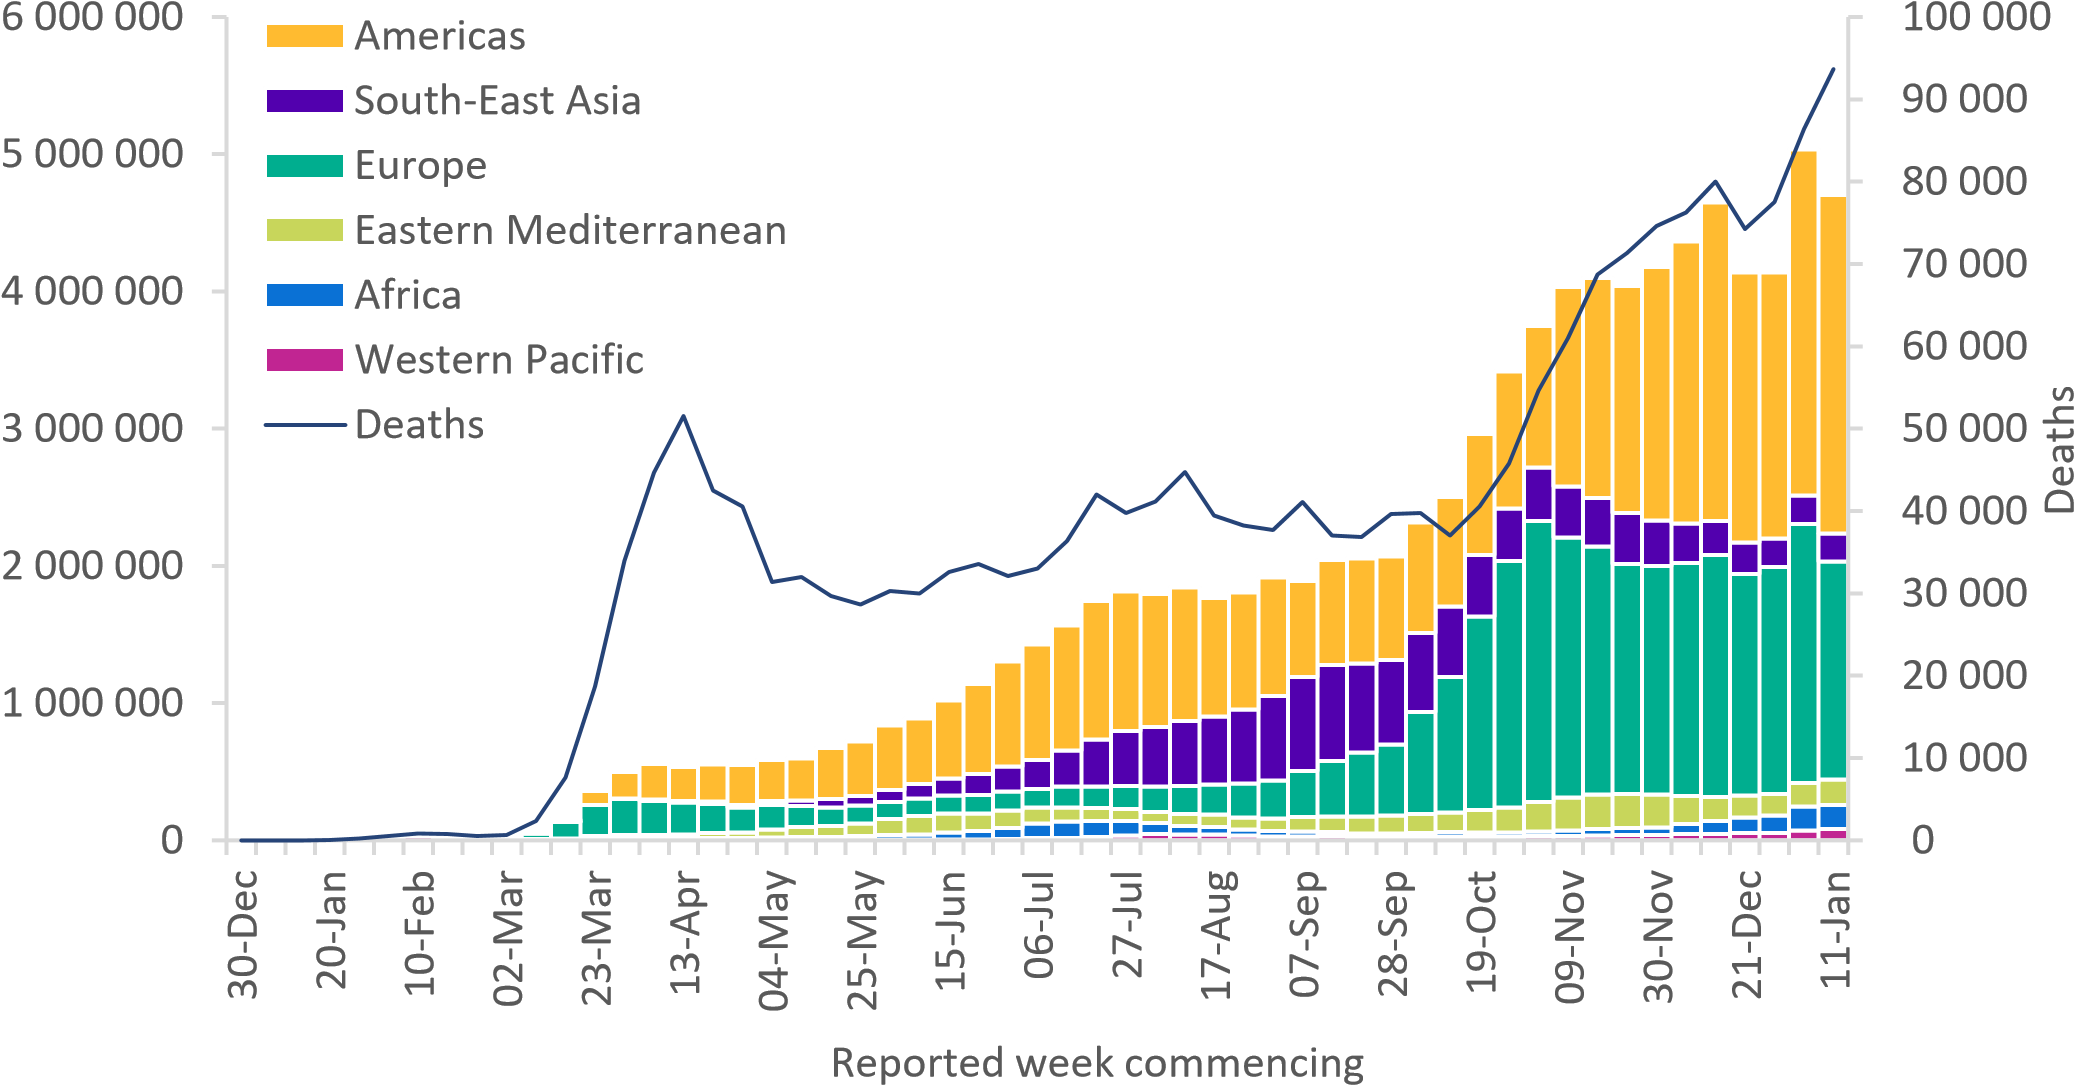 6 000 000
5 000 000
4 000 000
3 000 000
2 000 000
1 000 000
0
Americas
South-East Asia
Europe
Eastern Mediterranean
Africa
Western Pacific
Deaths
100 000
90 000
80 000
70 000
60 000
50 000
40 000
30 000
20 000
10 000
0
Deaths
30-Dec
20-Jan
10-Feb
02-Mar
23-Mar
13-Apr
04-May
25-May
15-Jun
06-Jul
27-Jul
17-Aug
07-Sep
28-Sep
19-Oct
09-Nov
30-Nov
21-Dec
11-Jan
Reported week commencing